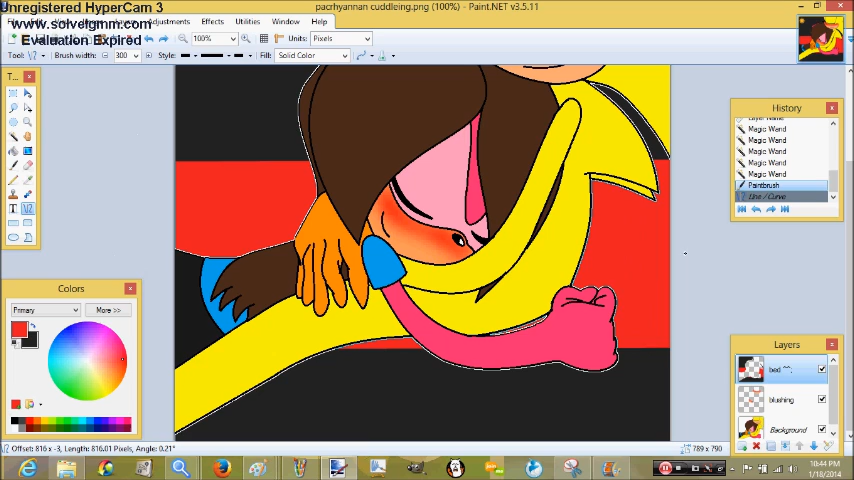 Unregistered HyperCam 3
pacrhyannan cuddleing.png (100%) - Paint.NET v3.5.11
www.solveigmm.com
Adjustments Effects Utilities Window Help
Evaluation Expired
200% Units: Pixels
Tool: Brush width: 300 Style: Fill: Solid Color
T...
History
Layer Name
Magic Wand
Magic Wand
Magic Wand
Magic Wand
Paintbrush
Line / Curve
Colors
Primary More >>
Layers
bed ^^;
blushing
Background
Offset: 816 x -3, Length: 816.01 Pixels, Angle: 0.21°
789 x 790
10:44 PM
1/18/2014